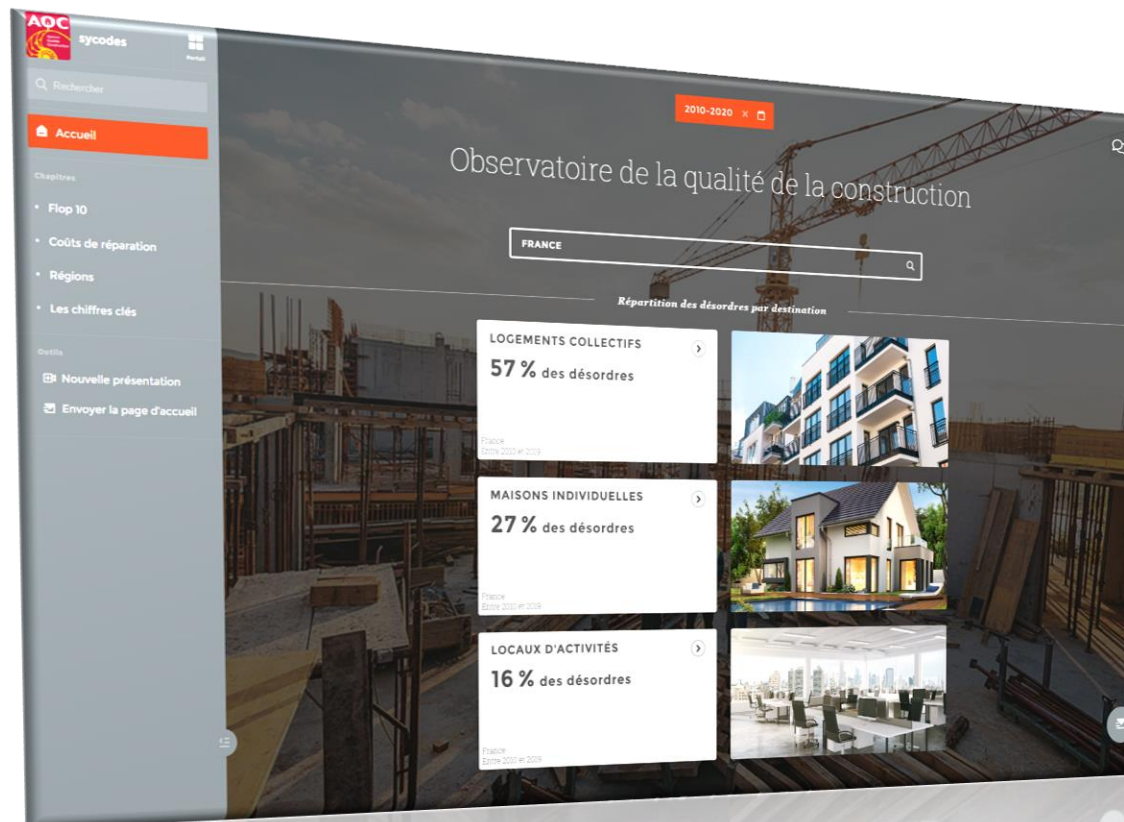 AQC
sycodes
Portail
Rechercher
Accueil
Chapitres
Flop 10
Coûts de réparation
Régions
Les chiffres clés
Outils
Nouvelle présentation
Envoyer la page d'accueil
2010-2020
Observatoire de la qualité de la construction
FRANCE
Répartition des désordres par destination
LOGEMENTS COLLECTIFS
57 % des désordres
France
Entre 2010 et 2019
MAISONS INDIVIDUELLES
27 % des désordres
France
Entre 2010 et 2019
LOCAUX D'ACTIVITÉS
16 % des désordres
France
Entre 2010 et 2019